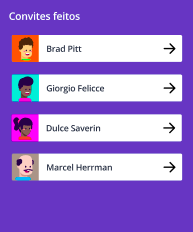 Convites feitos
Brad Pitt
Giorgio Felicce
Dulce Saverin
Marcel Herrman